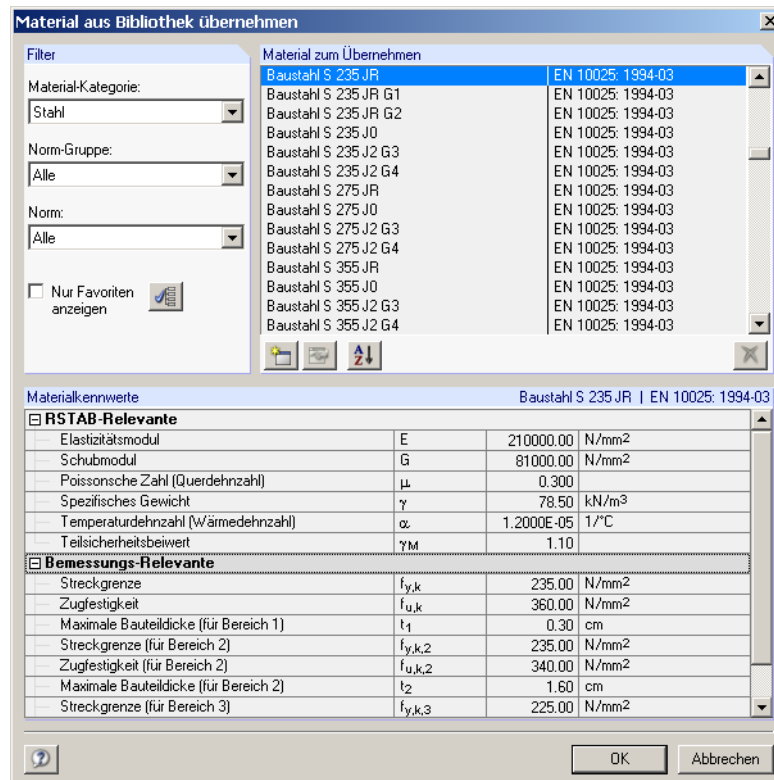 Material aus Bibliothek übernehmen
Filter
Material-Kategorie:
Stahl
Norm-Gruppe:
Alle
Norm:
Alle
Nur Favoriten
anzeigen
Material zum Übernehmen
Baustahl S 235 JR EN 10025: 1994-03
Baustahl S 235 JR G1 EN 10025: 1994-03
Baustahl S 235 JR G2 EN 10025: 1994-03
Baustahl S 235 J0 EN 10025: 1994-03
Baustahl S 235 J2 G3 EN 10025: 1994-03
Baustahl S 235 J2 G4 EN 10025: 1994-03
Baustahl S 275 JR EN 10025: 1994-03
Baustahl S 275 J0 EN 10025: 1994-03
Baustahl S 275 J2 G3 EN 10025: 1994-03
Baustahl S 275 J2 G4 EN 10025: 1994-03
Baustahl S 355 JR EN 10025: 1994-03
Baustahl S 355 J0 EN 10025: 1994-03
Baustahl S 355 J2 G3 EN 10025: 1994-03
Baustahl S 355 J2 G4 EN 10025: 1994-03
Materialkennwerte Baustahl S 235 JR | EN 10025: 1994-03
RSTAB-Relevante
Elastizitätsmodul E 210000.00 N/mm2
Schubmodul G 81000.00 N/mm2
Poissonsche Zahl (Querdehnzahl) μ 0.300
Spezifisches Gewicht γ 78.50 kN/m3
Temperaturdehnzahl (Wärmedehnzahl) α 1.2000E-05 1/°C
Teilsicherheitsbeiwert γM 1.10
Bemessungs-Relevante
Streckgrenze fy,k 235.00 N/mm2
Zugfestigkeit fu,k 360.00 N/mm2
Maximale Bauteildicke (für Bereich 1) t1 0.30 cm
Streckgrenze (für Bereich 2) fy,k,2 235.00 N/mm2
Zugfestigkeit (für Bereich 2) fu,k,2 340.00 N/mm2
Maximale Bauteildicke (für Bereich 2) t2 1.60 cm
Streckgrenze (für Bereich 3) fy,k,3 225.00 N/mm2
OK Abbrechen